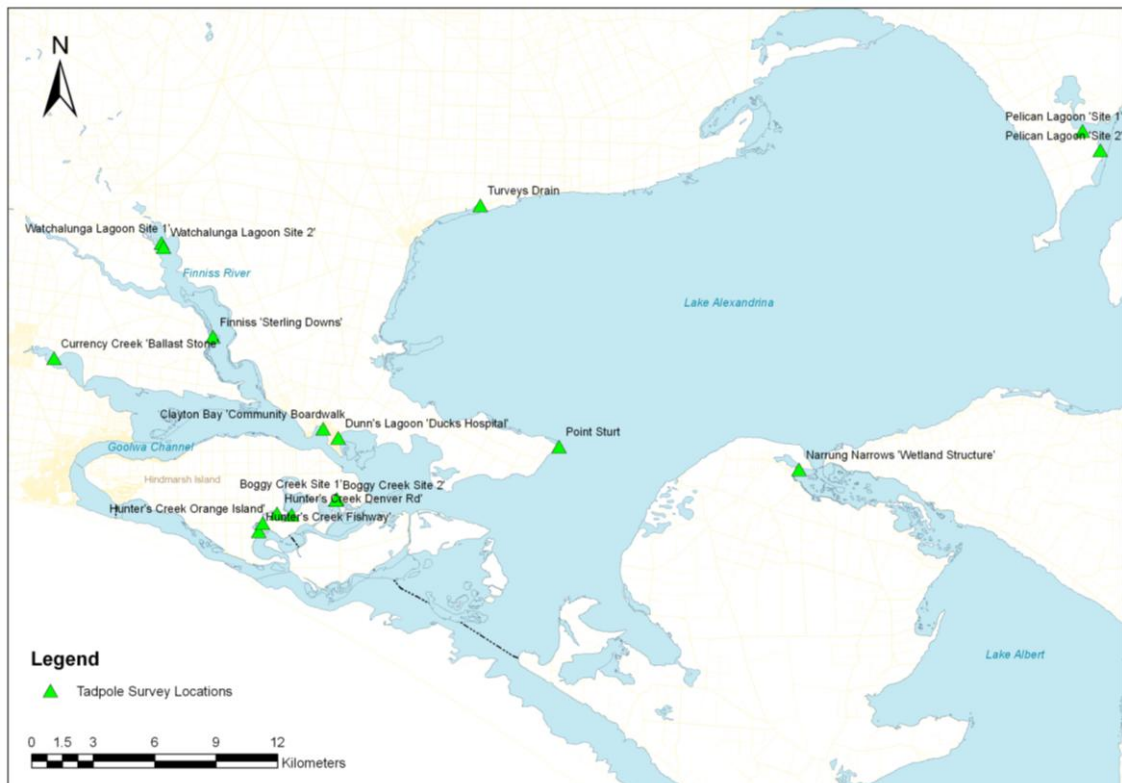 N
Pelican Lagoon 'Site 1'
Pelican Lagoon 'Site 2'
Turveys Drain
Watchalunga Lagoon Site 1'
Watchalunga Lagoon Site 2'
Finniss River
Lake Alexandrina
Finniss 'Sterling Downs'
Currency Creek 'Ballast Stone'
Clayton Bay 'Community Boardwalk
Dunn's Lagoon 'Ducks Hospital'
Point Sturt
Goolwa Channel
Narrung Narrows 'Wetland Structure'
Hindmarsh Island
Boggy Creek Site 1'
Boggy Creek Site 2'
Hunter's Creek Denver Rd'
Hunter's Creek Orange Island'
Hunter's Creek Fishway'
Lake Albert
Legend
Tadpole Survey Locations
0 1.5 3 6 9 12
Kilometers